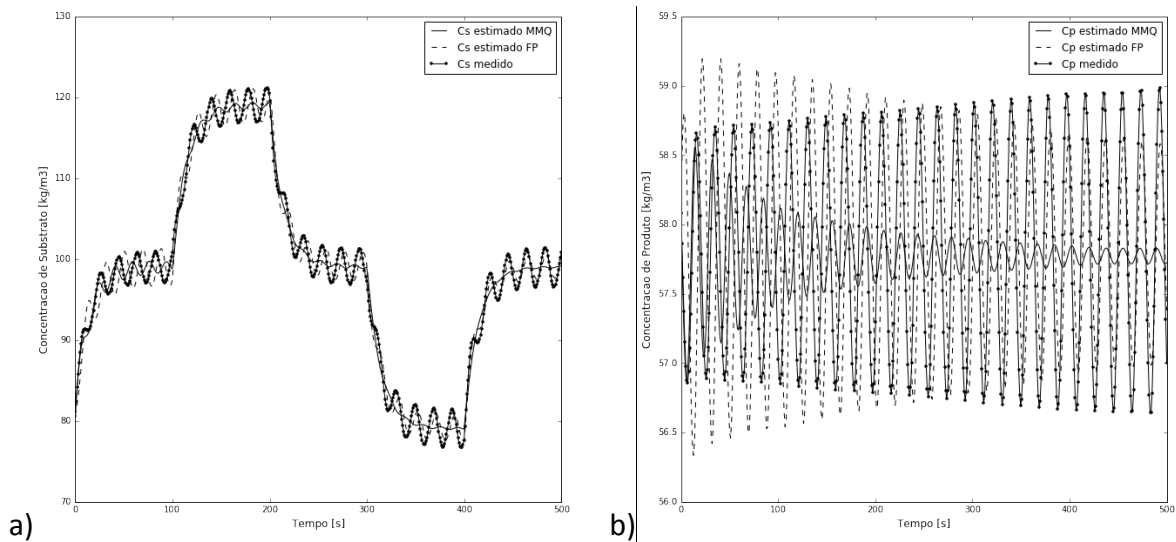 130
120
110
100
90
80
70
Concentracao de Substrato [kg/m3]
Cs estimado MMQ
Cs estimado FP
Cs medido
0
100
200
300
400
500
Tempo [s]
a)
59.5
59.0
58.5
58.0
57.5
57.0
56.5
56.0
Concentracao de Produto [kg/m3]
Cp estimado MMQ
Cp estimado FP
Cp medido
0
100
200
300
400
500
Tempo [s]
b)